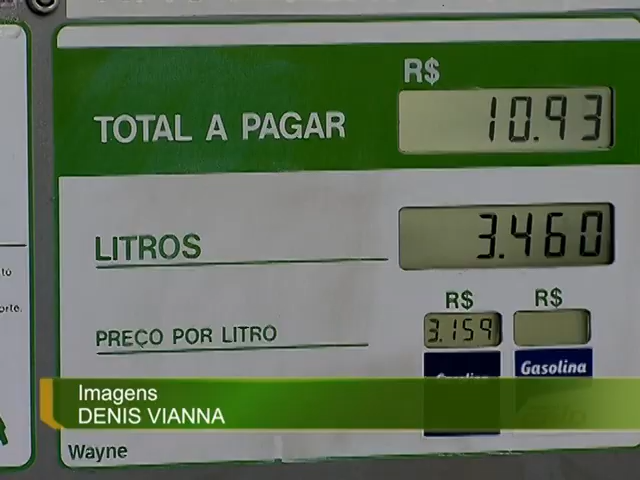 R$
TOTAL A PAGAR 10.93
LITROS 3.460
R$ R$
PREÇO POR LITRO 3.159
Gasolina
Imagens
DENIS VIANNA
Wayne